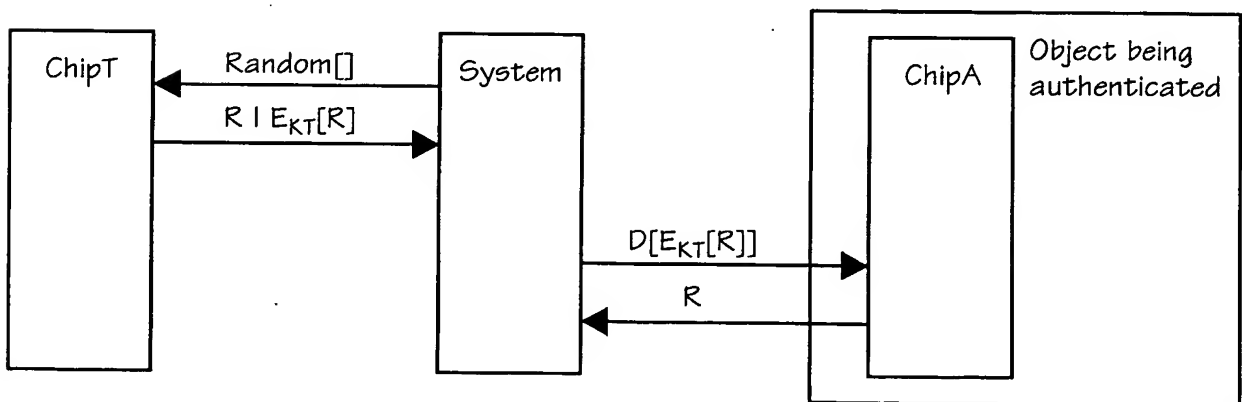 ChipT
Random[]
R | E_KT[R]
System
D[E_KT[R]]
R
ChipA
Object being
authenticated